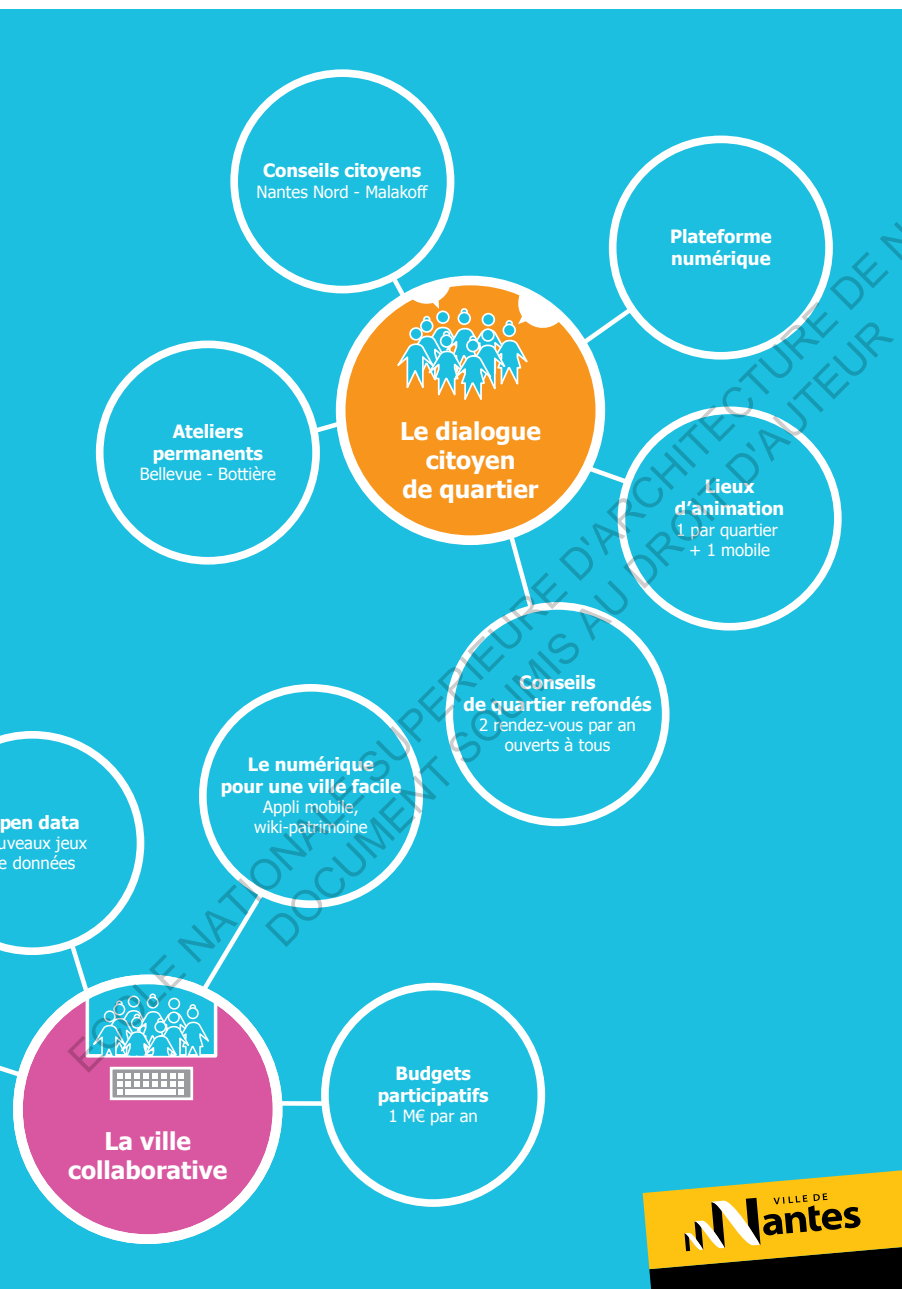 Conseils citoyens
Nantes Nord - Malakoff
Plateforme
numérique
Le dialogue
citoyen
de quartier
Ateliers
permanents
Bellevue - Bottière
Lieux
d'animation
1 par quartier
+ 1 mobile
Conseils
de quartier refondés
2 rendez-vous par an
ouverts à tous
Le numérique
pour une ville facile
Appli mobile,
wiki-patrimoine
pen data
uveaux jeux
e données
La ville
collaborative
Budgets
participatifs
1 M€ par an
VILLE DE
Nantes
ECOLE NATIONALE SUPERIEURE D'ARCHITECTURE DE N
DOCUMENT SOUMIS AU DROIT D'AUTEUR